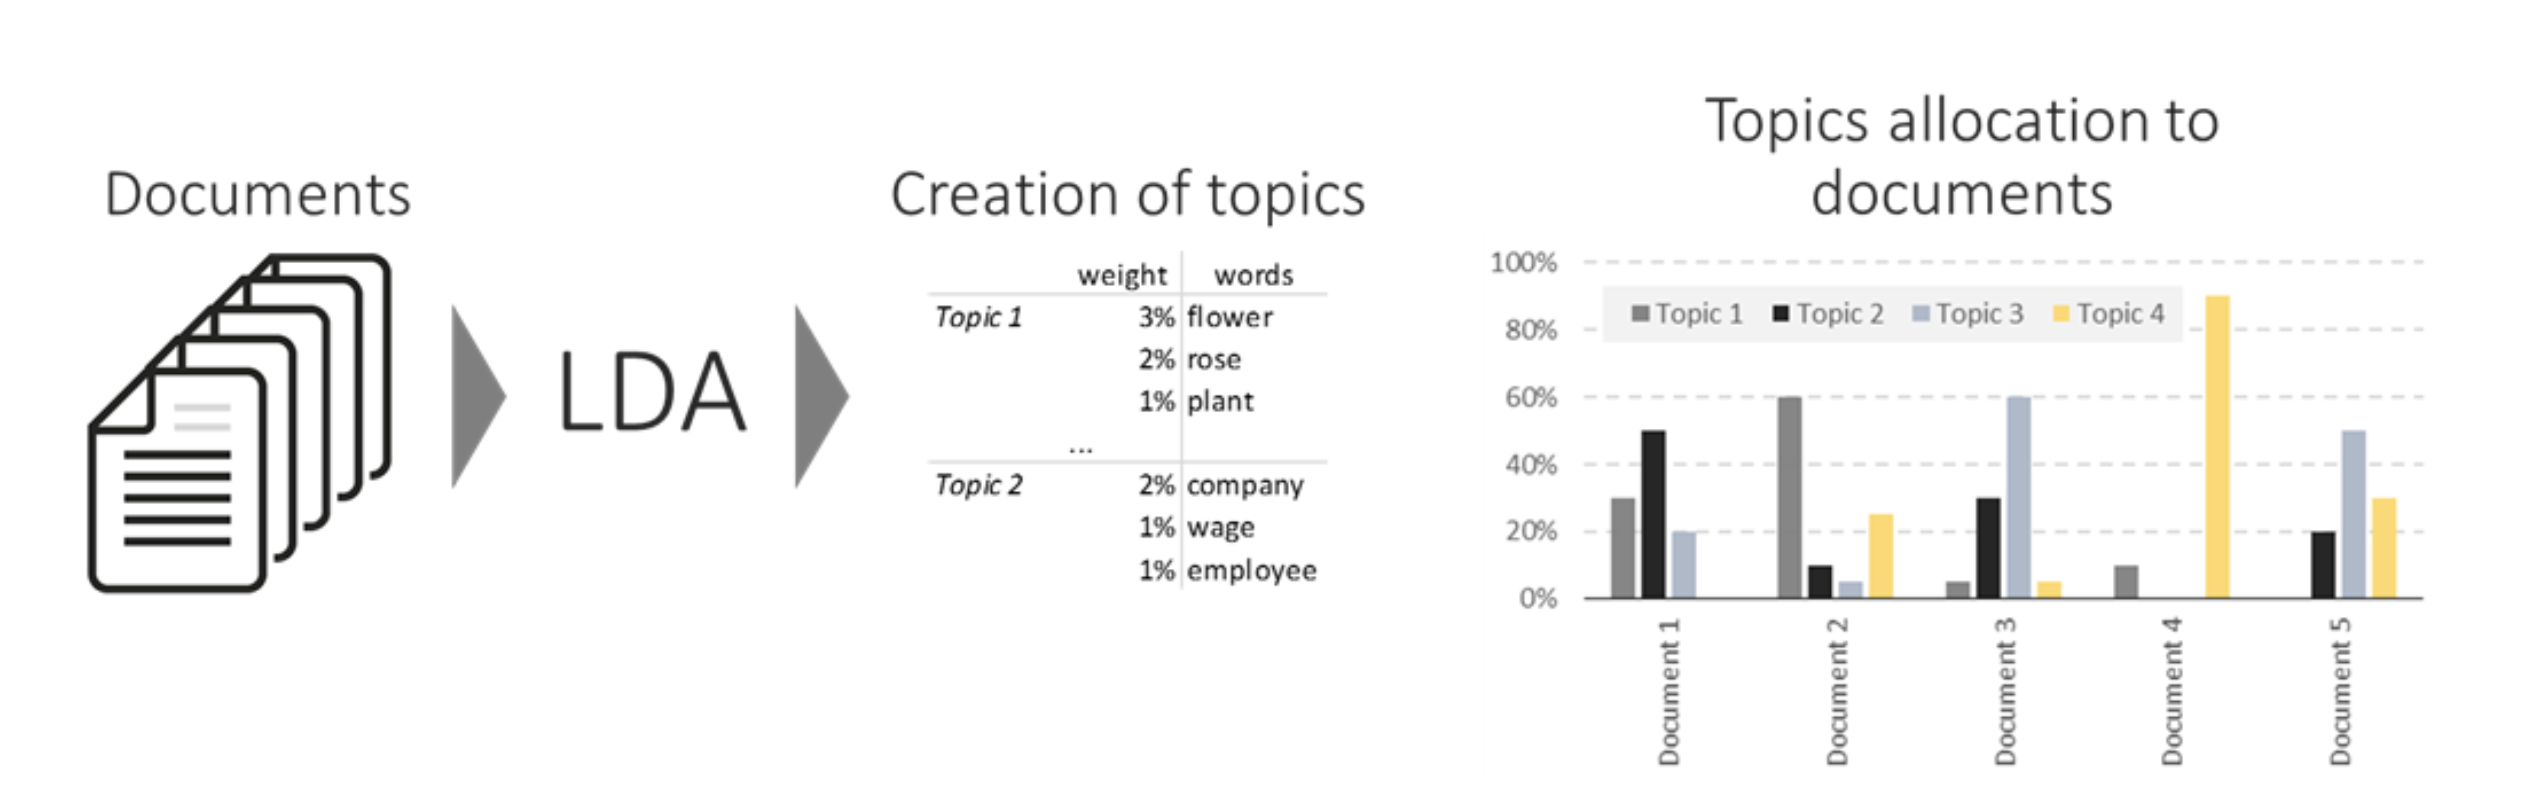 Documents
LDA
Creation of topics
weight words
Topic 1 3% flower
2% rose
1% plant
...
Topic 2 2% company
1% wage
1% employee
Topics allocation to
documents
100%
80%
60%
40%
20%
0%
Topic 1 Topic 2 Topic 3 Topic 4
Document 1
Document 2
Document 3
Document 4
Document 5